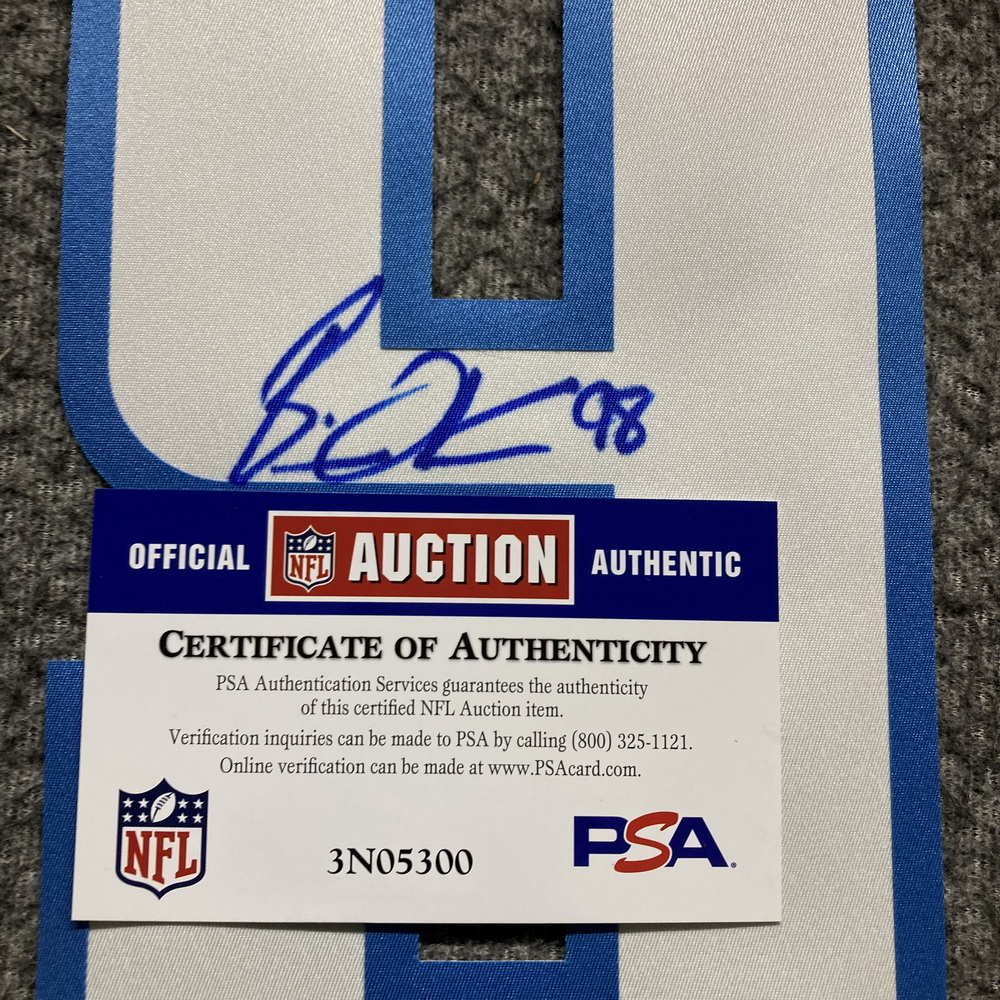 98
OFFICIAL NFL AUCTION AUTHENTIC
CERTIFICATE OF AUTHENTICITY
PSA Authentication Services guarantees the authenticity
of this certified NFL Auction item.
Verification inquiries can be made to PSA by calling (800) 325-1121.
Online verification can be made at www.PSAcard.com.
NFL 3N05300 PSA.